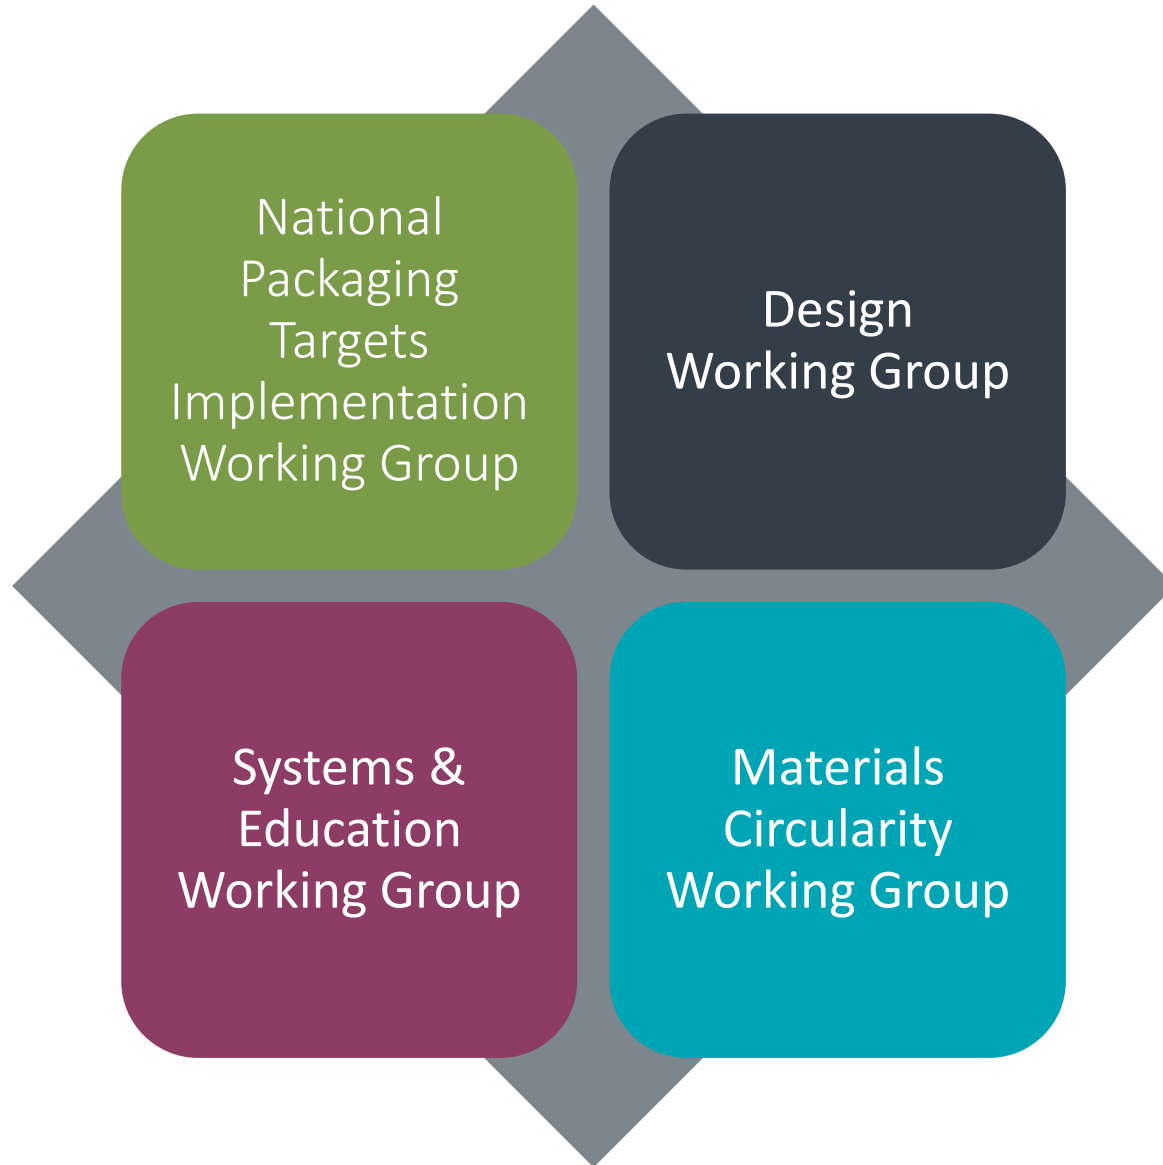 National
Packaging
Targets
Implementation
Working Group
Design
Working Group
Systems &
Education
Working Group
Materials
Circularity
Working Group